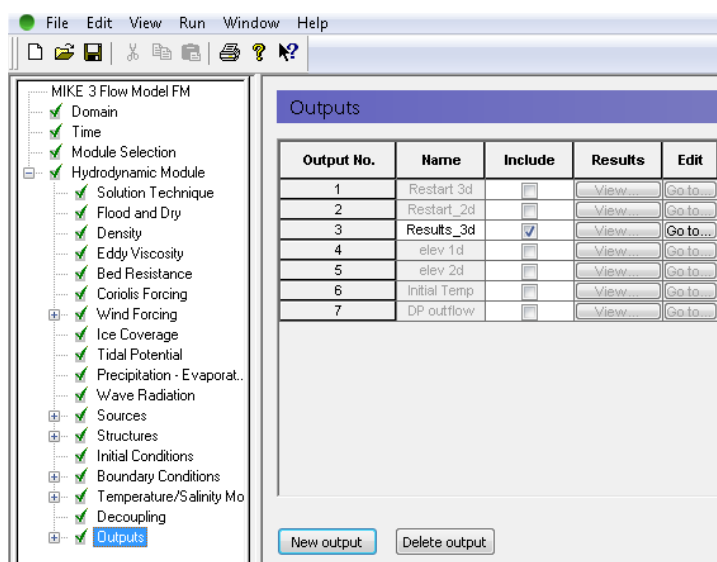 File Edit View Run Window Help
MIKE 3 Flow Model FM
Domain
Time
Module Selection
Hydrodynamic Module
Solution Technique
Flood and Dry
Density
Eddy Viscosity
Bed Resistance
Coriolis Forcing
Wind Forcing
Ice Coverage
Tidal Potential
Precipitation - Evaporat..
Wave Radiation
Sources
Structures
Initial Conditions
Boundary Conditions
Temperature/Salinity Mo
Decoupling
Outputs
Outputs
Output No. Name Include Results Edit
1 Restart 3d View... Go to...
2 Restart_2d View... Go to...
3 Results_3d View... Go to...
4 elev 1d View... Go to...
5 elev 2d View... Go to...
6 Initial Temp View... Go to...
7 DP outflow View... Go to...
New output Delete output